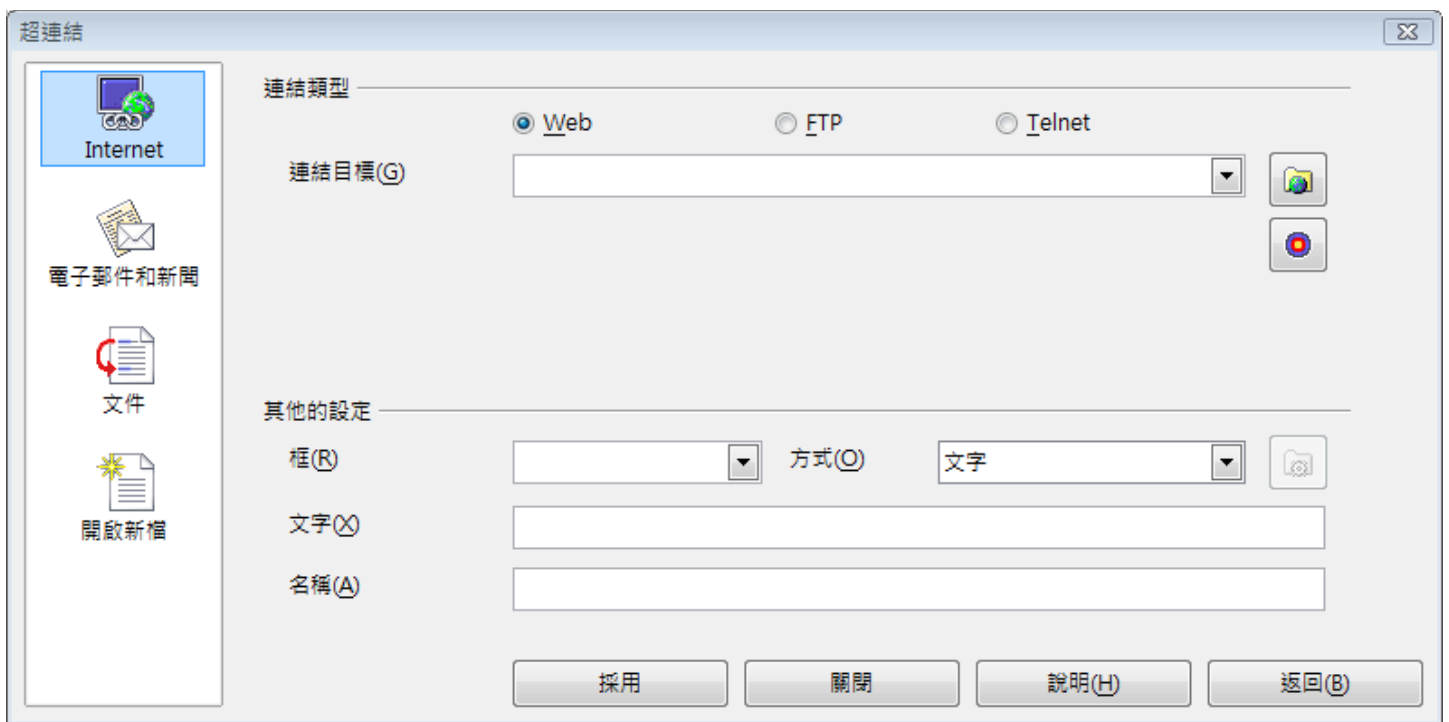 超連結
Internet
電子郵件和新聞
文件
開啟新檔
連結類型
Web FTP Telnet
連結目標(G)
其他的設定
框(R) 方式(O) 文字
文字(X)
名稱(A)
採用 關閉 說明(H) 返回(B)